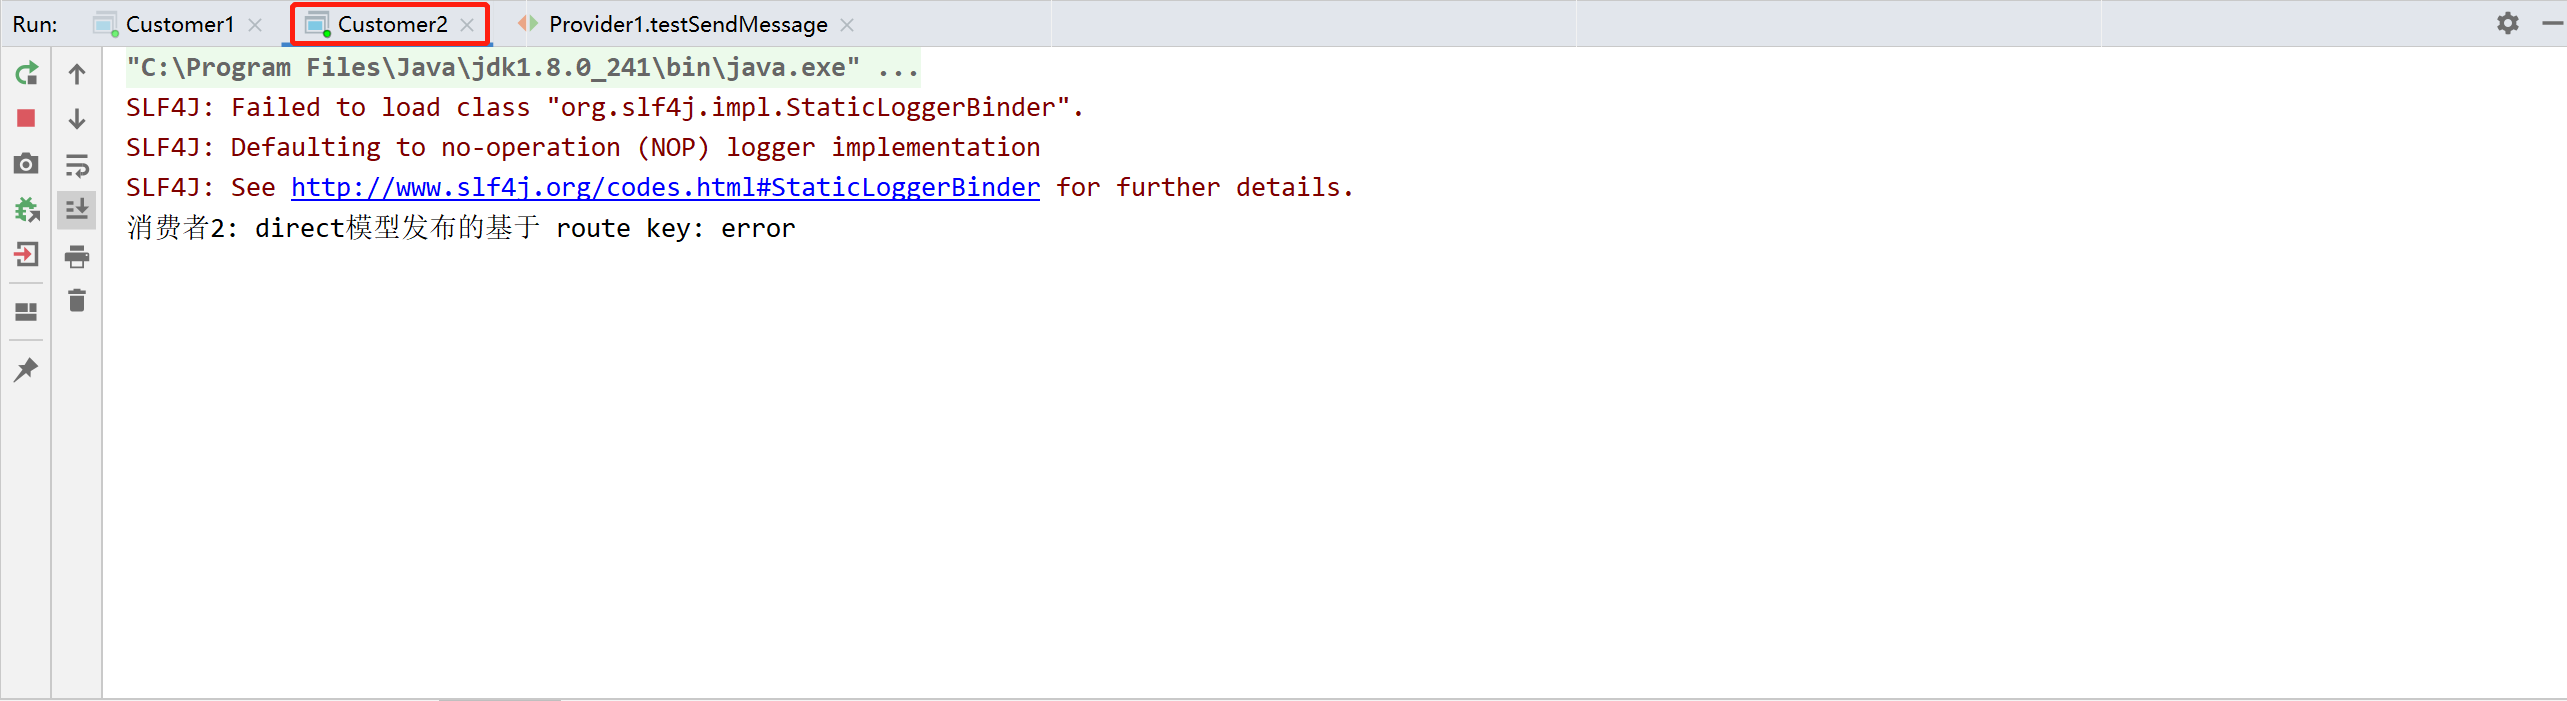 Run: Customer1 Customer2 Provider1.testSendMessage
"C:\Program Files\Java\jdk1.8.0_241\bin\java.exe" ...
SLF4J: Failed to load class "org.slf4j.impl.StaticLoggerBinder".
SLF4J: Defaulting to no-operation (NOP) logger implementation
SLF4J: See http://www.slf4j.org/codes.html#StaticLoggerBinder for further details.
消费者2: direct模型发布的基于 route key: error